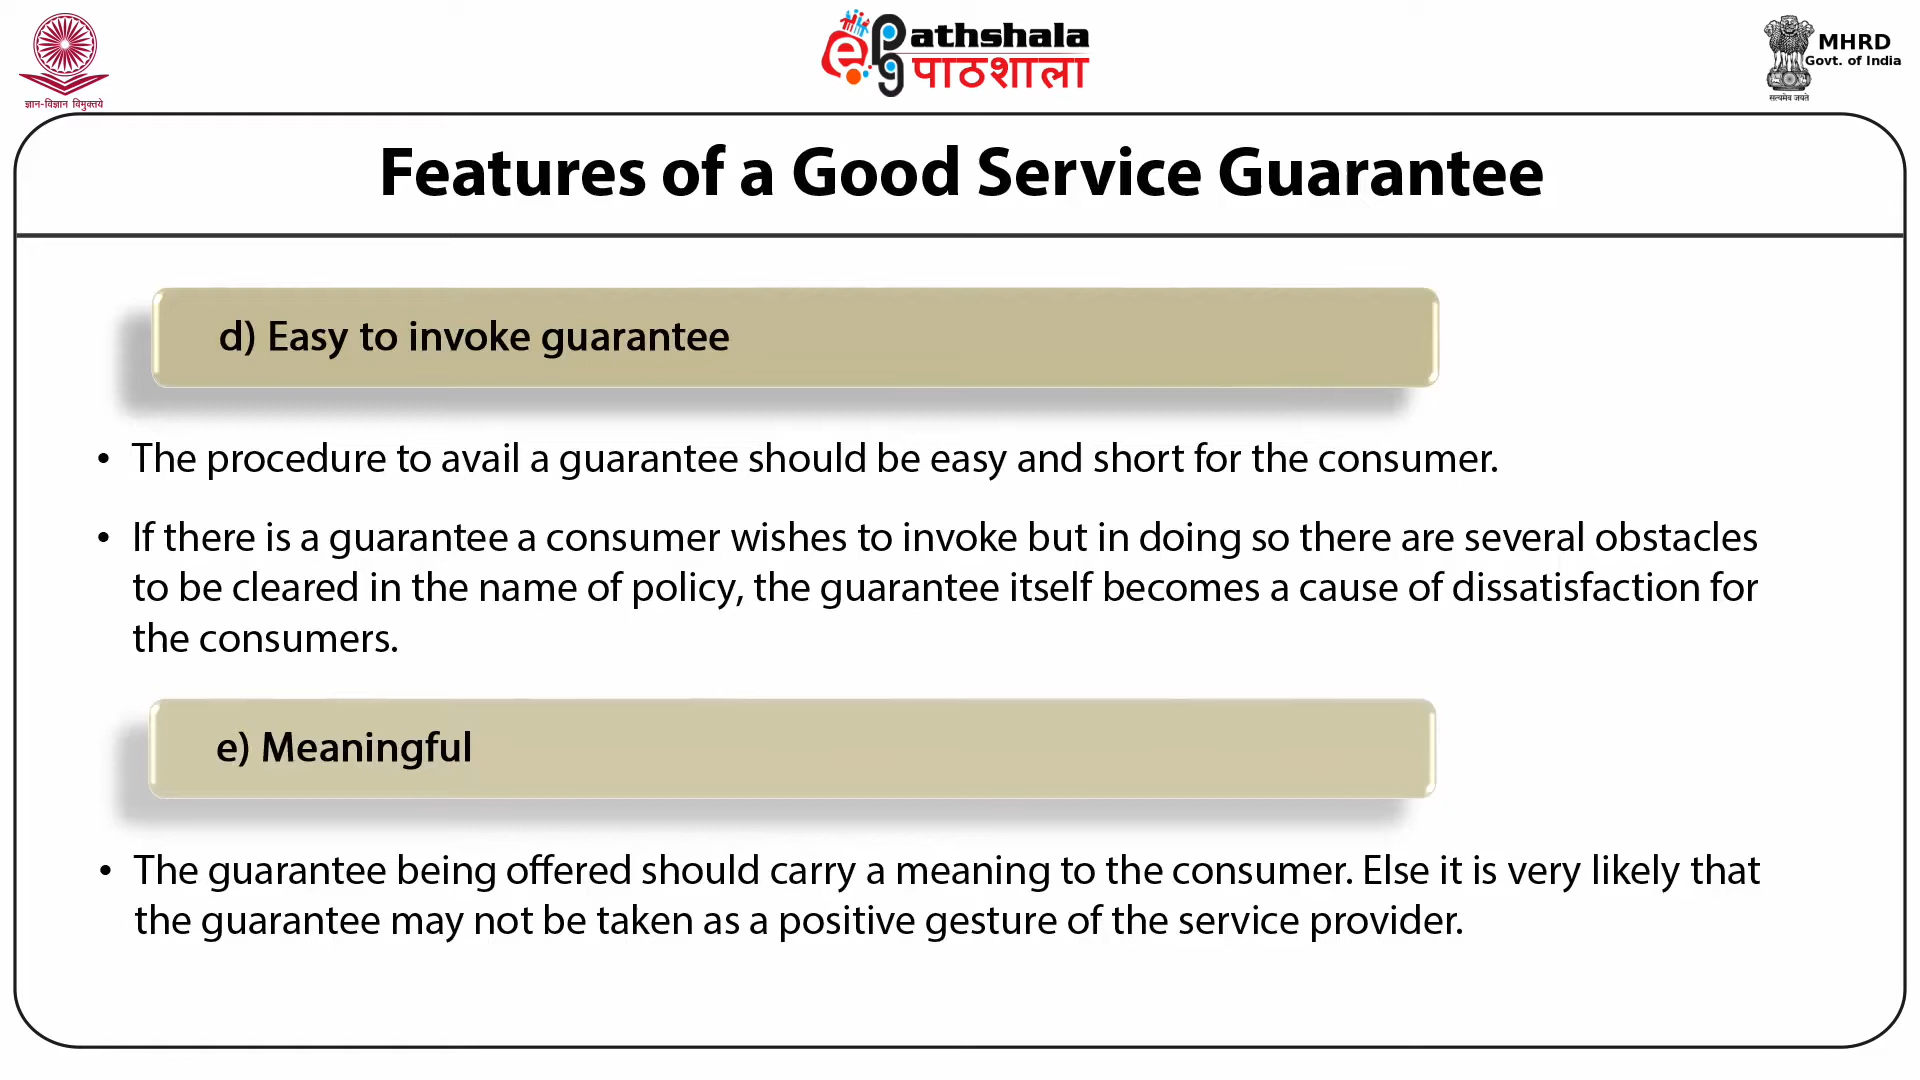 ज्ञान-विज्ञान विमुक्तये
ePathshala
पाठशाला
MHRD
Govt. of India
सत्यमेव जयते
Features of a Good Service Guarantee
d) Easy to invoke guarantee
• The procedure to avail a guarantee should be easy and short for the consumer.
• If there is a guarantee a consumer wishes to invoke but in doing so there are several obstacles
to be cleared in the name of policy, the guarantee itself becomes a cause of dissatisfaction for
the consumers.
e) Meaningful
• The guarantee being offered should carry a meaning to the consumer. Else it is very likely that
the guarantee may not be taken as a positive gesture of the service provider.